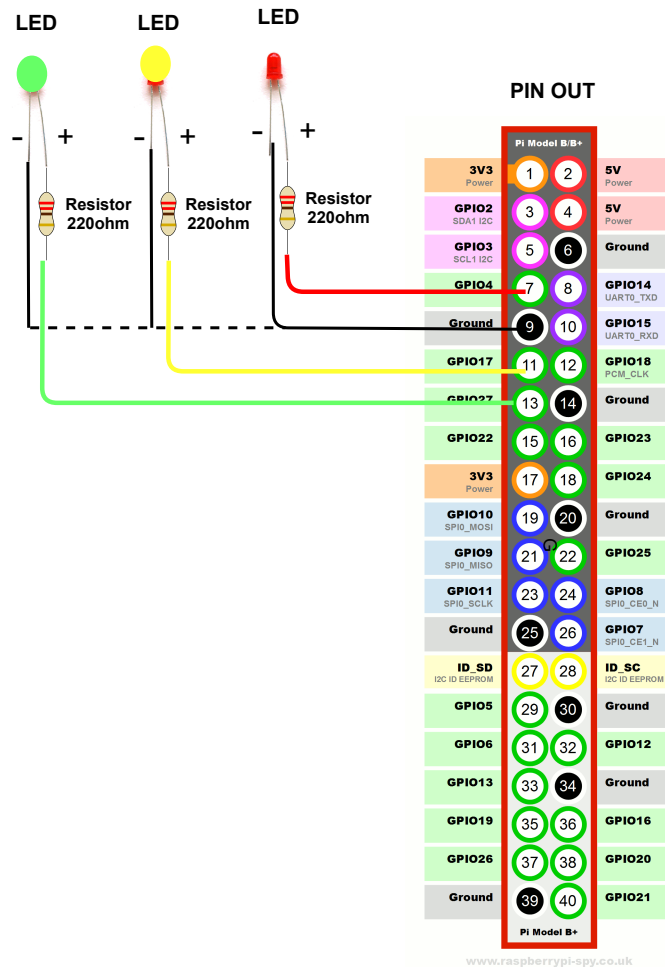 LED
LED
LED
- +
- +
- +
Resistor
220ohm
Resistor
220ohm
Resistor
220ohm
PIN OUT
Pi Model B/B+
3V3
Power
1
2
5V
Power
GPIO2
SDA1 I2C
3
4
5V
Power
GPIO3
SCL1 I2C
5
6
Ground
GPIO4
7
8
GPIO14
UART0_TXD
Ground
9
10
GPIO15
UART0_RXD
GPIO17
11
12
GPIO18
PCM_CLK
GPIO27
13
14
Ground
GPIO22
15
16
GPIO23
3V3
Power
17
18
GPIO24
GPIO10
SPI0_MOSI
19
20
Ground
G
GPIO9
SPI0_MISO
21
22
GPIO25
GPIO11
SPI0_SCLK
23
24
GPIO8
SPI0_CE0_N
Ground
25
26
GPIO7
SPI0_CE1_N
ID_SD
I2C ID EEPROM
27
28
ID_SC
I2C ID EEPROM
GPIO5
29
30
Ground
GPIO6
31
32
GPIO12
GPIO13
33
34
Ground
GPIO19
35
36
GPIO16
GPIO26
37
38
GPIO20
Ground
39
40
GPIO21
Pi Model B+
www.raspberrypi-spy.co.uk